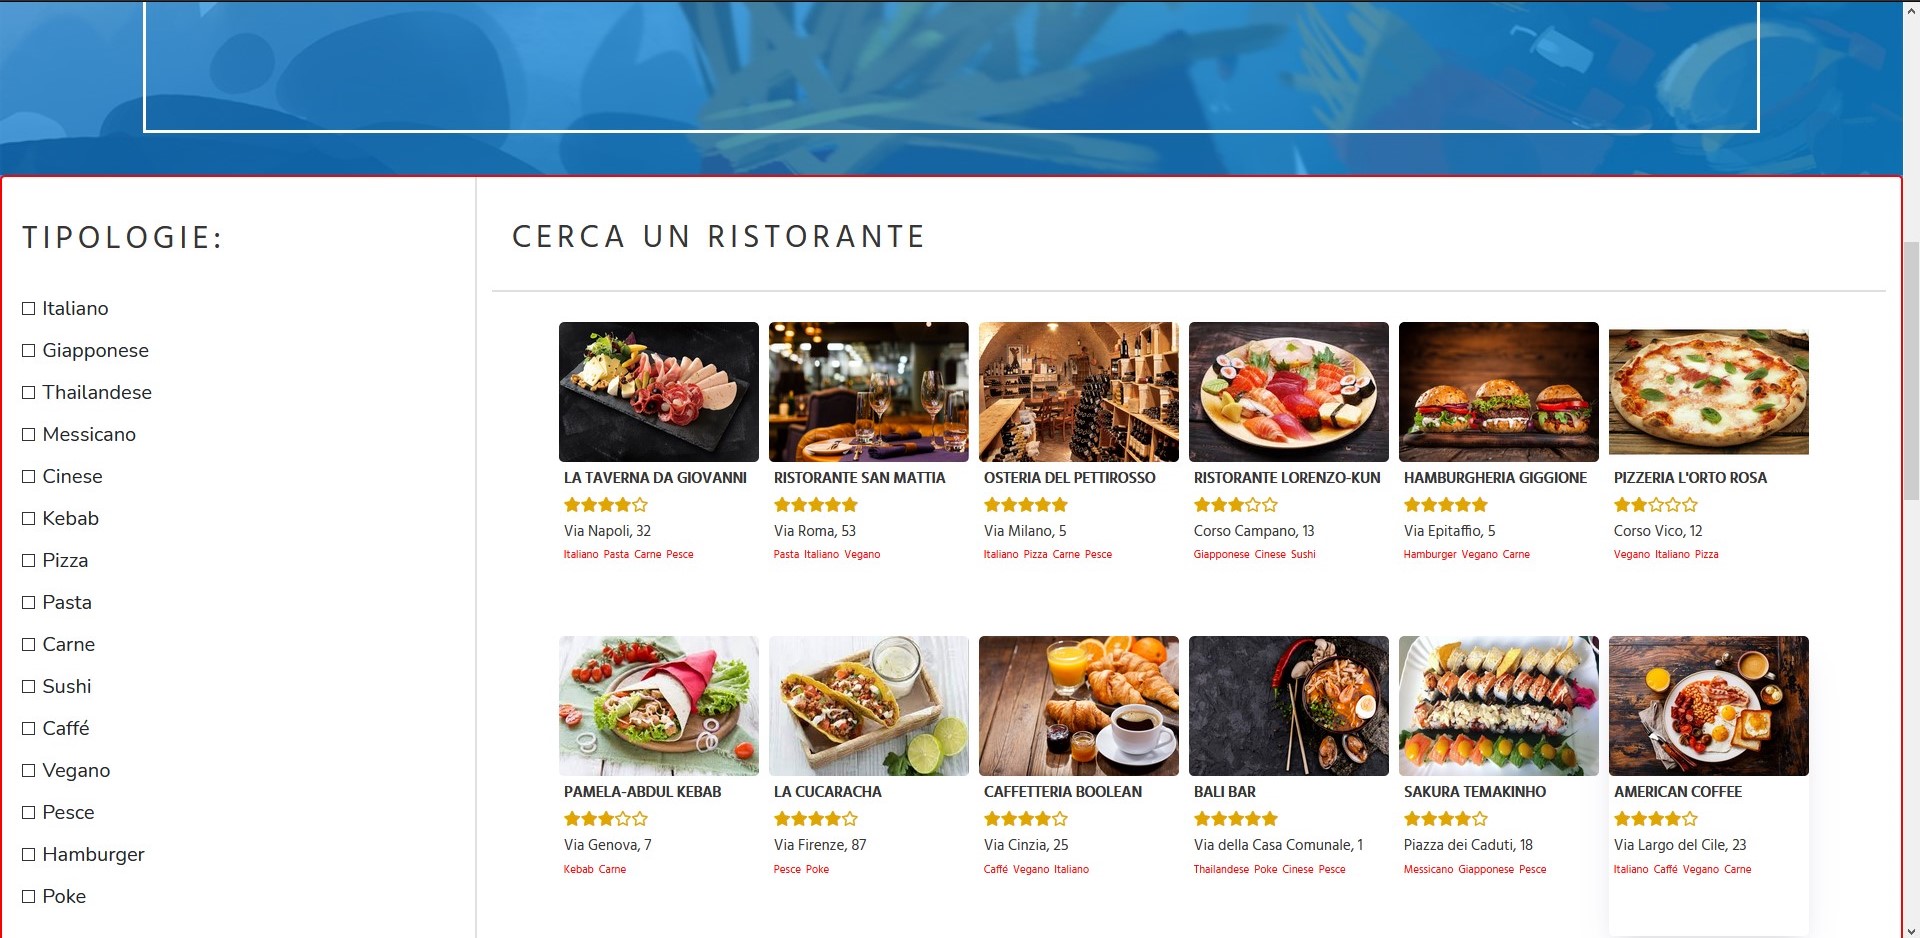 TIPOLOGIE:
Italiano
Giapponese
Thailandese
Messicano
Cinese
Kebab
Pizza
Pasta
Carne
Sushi
Caffé
Vegano
Pesce
Hamburger
Poke
CERCA UN RISTORANTE
LA TAVERNA DA GIOVANNI
Via Napoli, 32
Italiano Pasta Carne Pesce
RISTORANTE SAN MATTIA
Via Roma, 53
Pasta Italiano Vegano
OSTERIA DEL PETTIROSSO
Via Milano, 5
Italiano Pizza Carne Pesce
RISTORANTE LORENZO-KUN
Corso Campano, 13
Giapponese Cinese Sushi
HAMBURGHERIA GIGGIONE
Via Epitaffio, 5
Hamburger Vegano Carne
PIZZERIA L'ORTO ROSA
Corso Vico, 12
Vegano Italiano Pizza
PAMELA-ABDUL KEBAB
Via Genova, 7
Kebab Carne
LA CUCARACHA
Via Firenze, 87
Pesce Poke
CAFFETTERIA BOOLEAN
Via Cinzia, 25
Caffé Vegano Italiano
BALI BAR
Via della Casa Comunale, 1
Thailandese Poke Cinese Pesce
SAKURA TEMAKINHO
Piazza dei Caduti, 18
Messicano Giapponese Pesce
AMERICAN COFFEE
Via Largo del Cile, 23
Italiano Caffé Vegano Carne